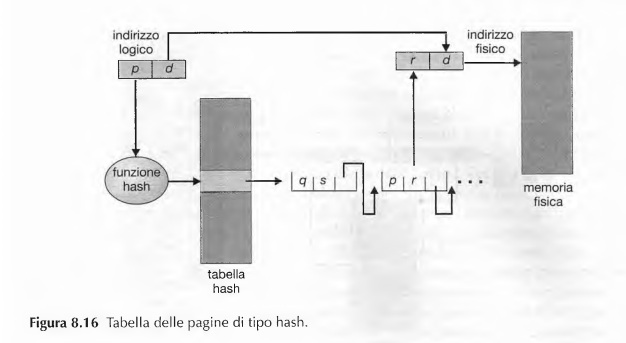 indirizzo
logico
p d
indirizzo
fisico
r d
funzione
hash
q s
p r
...
memoria
fisica
tabella
hash
Figura 8.16 Tabella delle pagine di tipo hash.